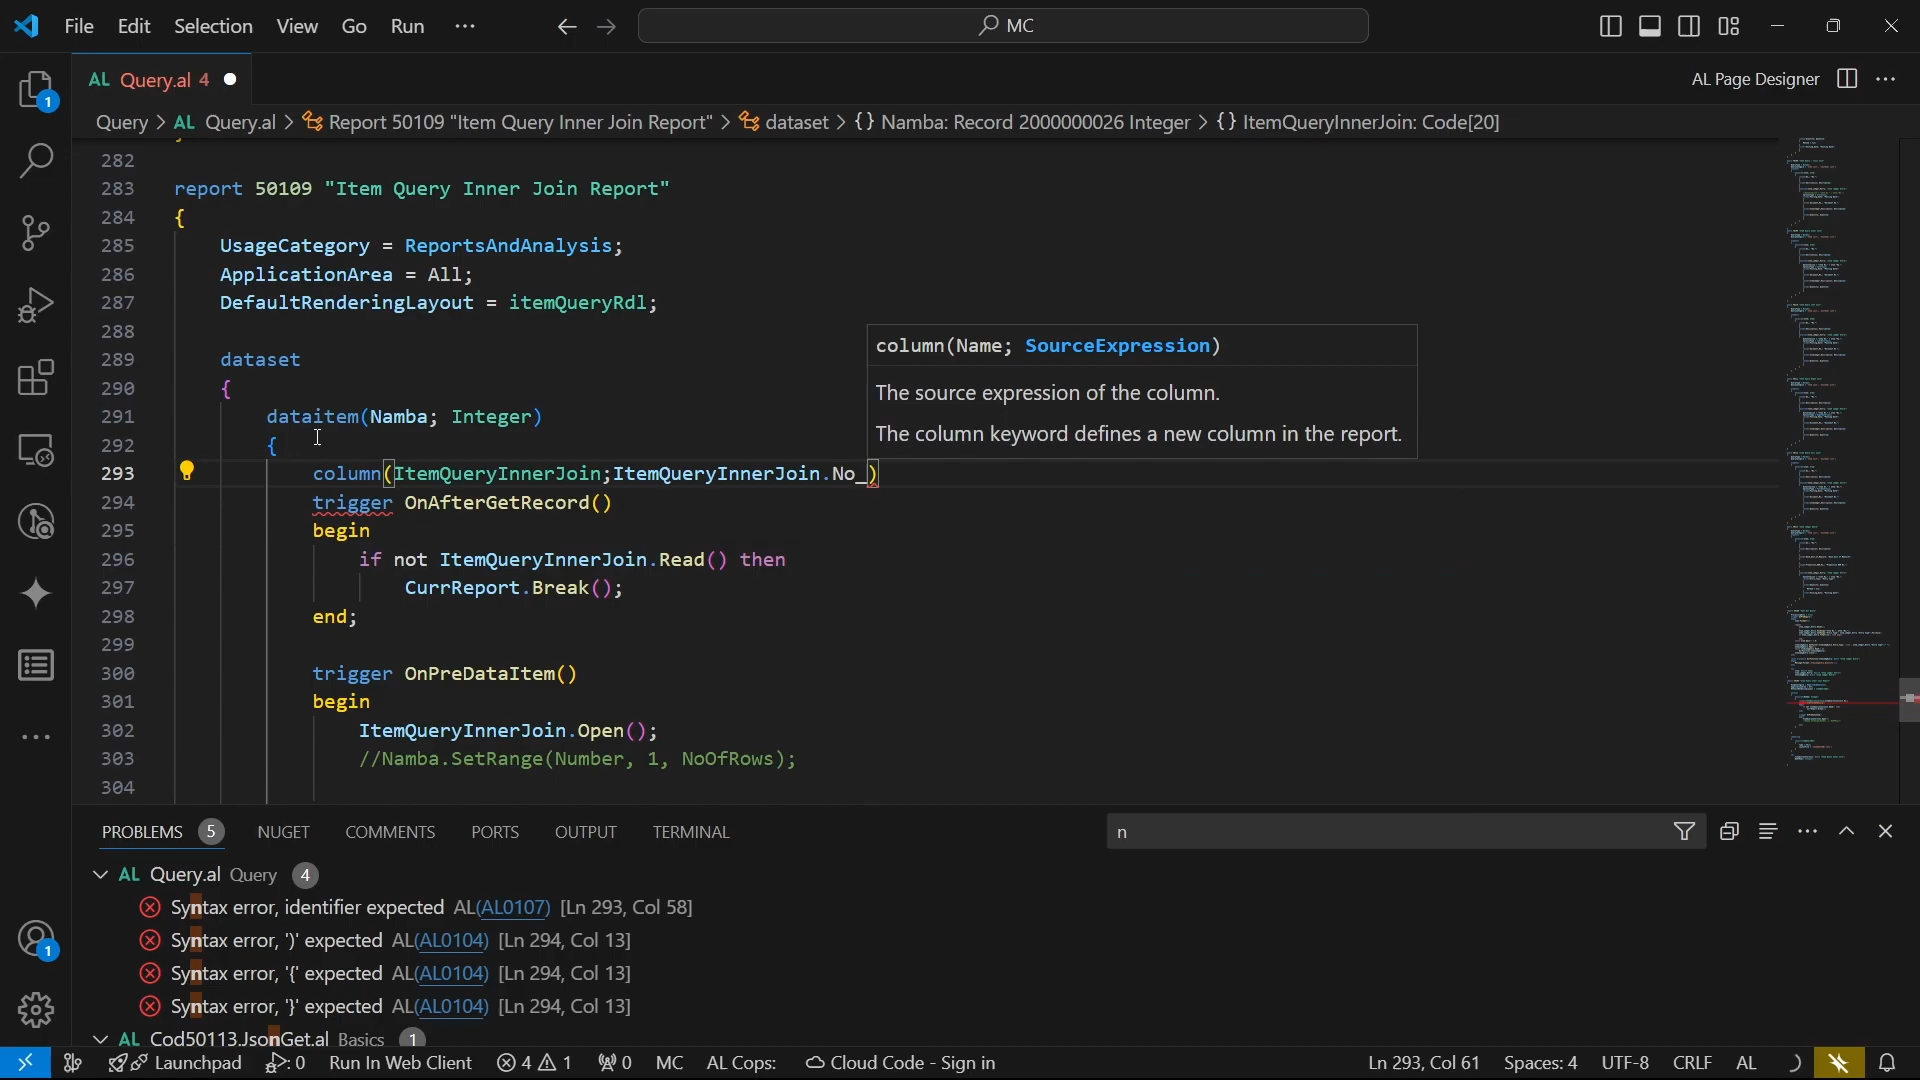 File Edit Selection View Go Run ··· MC
AL Query.al 4 AL Page Designer
Query > AL Query.al > Report 50109 "Item Query Inner Join Report" > dataset > {} Namba: Record 2000000026 Integer > {} ItemQueryInnerJoin: Code[20]
282
283 report 50109 "Item Query Inner Join Report"
284 {
285 UsageCategory = ReportsAndAnalysis;
286 ApplicationArea = All;
287 DefaultRenderingLayout = itemQueryRdl;
288
289 dataset
290 {
291 dataitem(Namba; Integer)
292 {
293 column(ItemQueryInnerJoin;ItemQueryInnerJoin.No_)
294 trigger OnAfterGetRecord()
295 begin
296 if not ItemQueryInnerJoin.Read() then
297 CurrReport.Break();
298 end;
299
300 trigger OnPreDataItem()
301 begin
302 ItemQueryInnerJoin.Open();
303 //Namba.SetRange(Number, 1, NoOfRows);
304
column(Name; SourceExpression)
The source expression of the column.
The column keyword defines a new column in the report.
PROBLEMS 5 NUGET COMMENTS PORTS OUTPUT TERMINAL n
AL Query.al Query 4
Syntax error, identifier expected AL(AL0107) [Ln 293, Col 58]
Syntax error, ')' expected AL(AL0104) [Ln 294, Col 13]
Syntax error, '{' expected AL(AL0104) [Ln 294, Col 13]
Syntax error, '}' expected AL(AL0104) [Ln 294, Col 13]
AL Cod50113.JsonGet.al Basics 1
Launchpad 0 Run In Web Client 4 1 0 MC AL Cops: Cloud Code - Sign in Ln 293, Col 61 Spaces: 4 UTF-8 CRLF AL